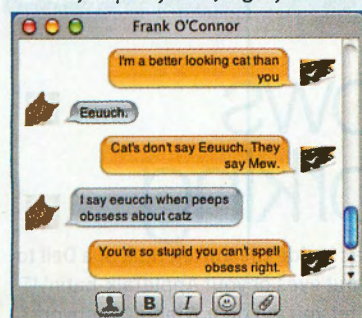 Frank O'Connor
I'm a better looking cat than
you
Eeuuch.
Cat's don't say Eeuuch. They
say Mew.
I say eeucch when peeps
obssess about catz
You're so stupid you can't spell
obsess right.
B I